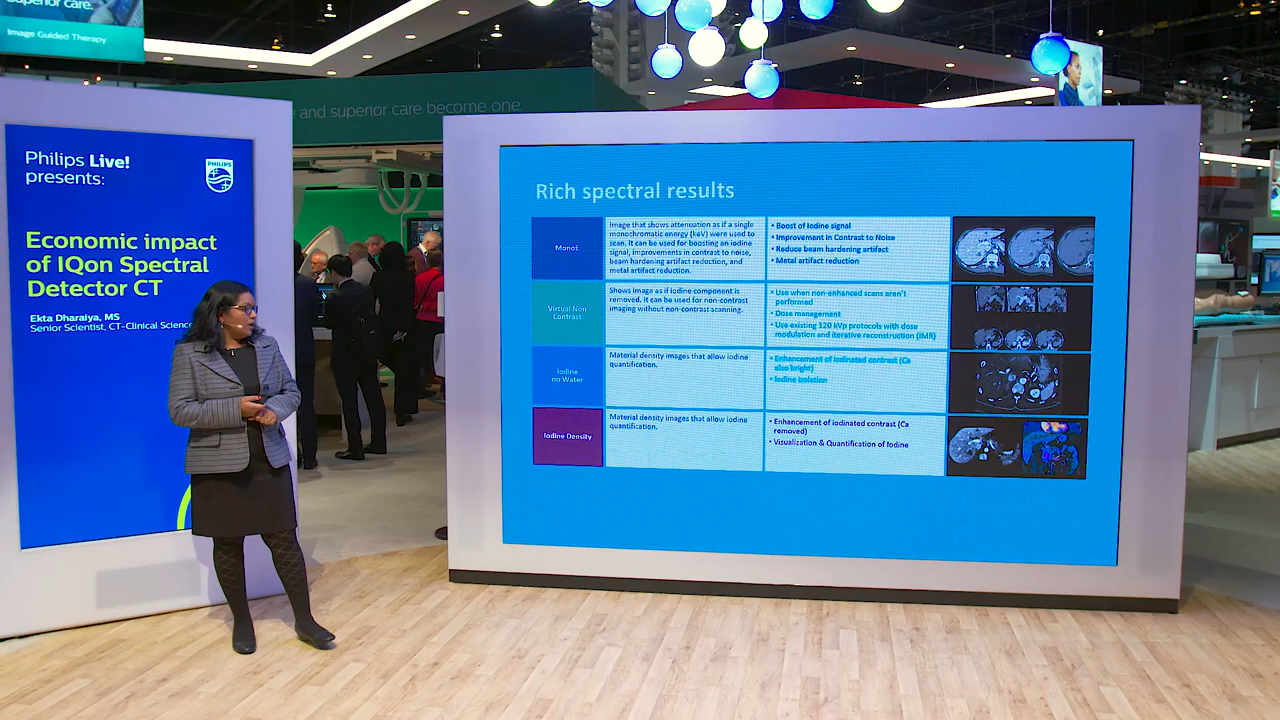 Superior care.
Image Guided Therapy
and superior care become one.
Philips Live!
presents:
PHILIPS
Economic impact
of IQon Spectral
Detector CT
Ekta Dharaiya, MS
Senior Scientist, CT-Clinical Science
Rich spectral results
MonoE
Image that shows attenuation as if a single
monochromatic energy (keV) were used to
scan. It can be used for boosting an iodine
signal, improvements in contrast to noise,
beam hardening artifact reduction, and
metal artifact reduction.
• Boost of Iodine signal
• Improvement in Contrast to Noise
• Reduce beam hardening artifact
• Metal artifact reduction
Virtual Non
Contrast
Shows image as if iodine component is
removed. It can be used for non-contrast
imaging without non-contrast scanning.
• Use when non-enhanced scans aren't
performed
• Dose management
• Use existing 120 kVp protocols with dose
modulation and iterative reconstruction (IMR)
Iodine
no Water
Material density images that allow iodine
quantification.
• Enhancement of iodinated contrast (Ca
also bright)
• Iodine isolation
Iodine Density
Material density images that allow iodine
quantification.
• Enhancement of iodinated contrast (Ca
removed)
• Visualization & Quantification of Iodine